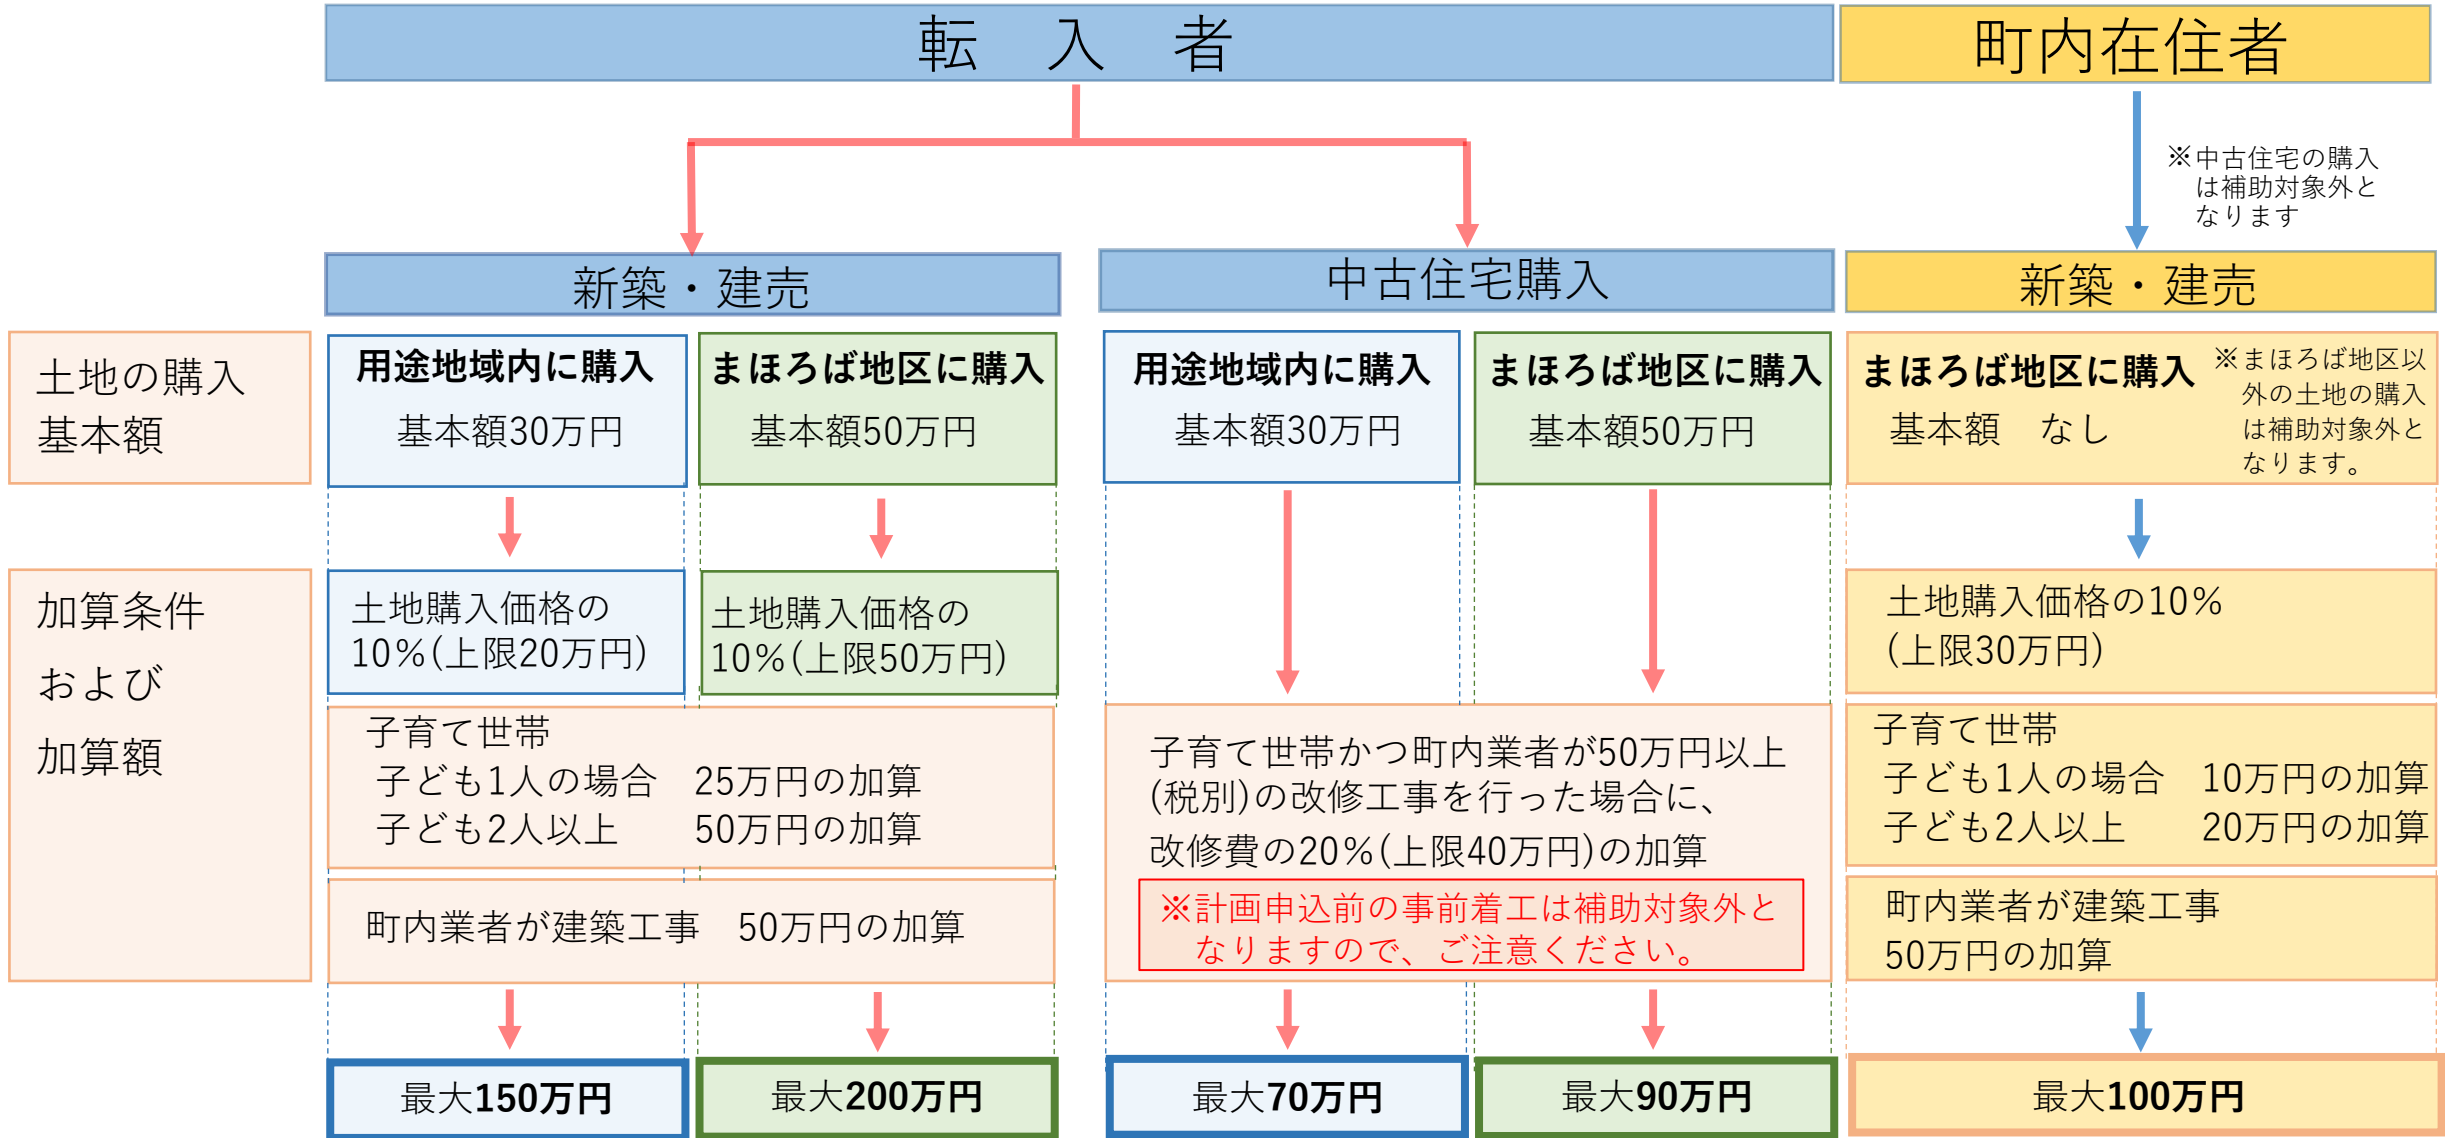 転　入　者
町内在住者
※中古住宅の購入
は補助対象外と
なります
新築・建売
中古住宅購入
新築・建売
土地の購入
基本額
用途地域内に購入
基本額30万円
まほろば地区に購入
基本額50万円
用途地域内に購入
基本額30万円
まほろば地区に購入
基本額50万円
まほろば地区に購入
基本額　なし
※まほろば地区以
外の土地の購入
は補助対象外と
なります。
加算条件
および
加算額
土地購入価格の
10％(上限20万円)
土地購入価格の
10％(上限50万円)
子育て世帯
子ども1人の場合　25万円の加算
子ども2人以上　　50万円の加算
町内業者が建築工事　50万円の加算
子育て世帯かつ町内業者が50万円以上
(税別)の改修工事を行った場合に、
改修費の20％(上限40万円)の加算
※計画申込前の事前着工は補助対象外と
なりますので、ご注意ください。
土地購入価格の10％
(上限30万円)
子育て世帯
子ども1人の場合　10万円の加算
子ども2人以上　　20万円の加算
町内業者が建築工事
50万円の加算
最大150万円
最大200万円
最大70万円
最大90万円
最大100万円